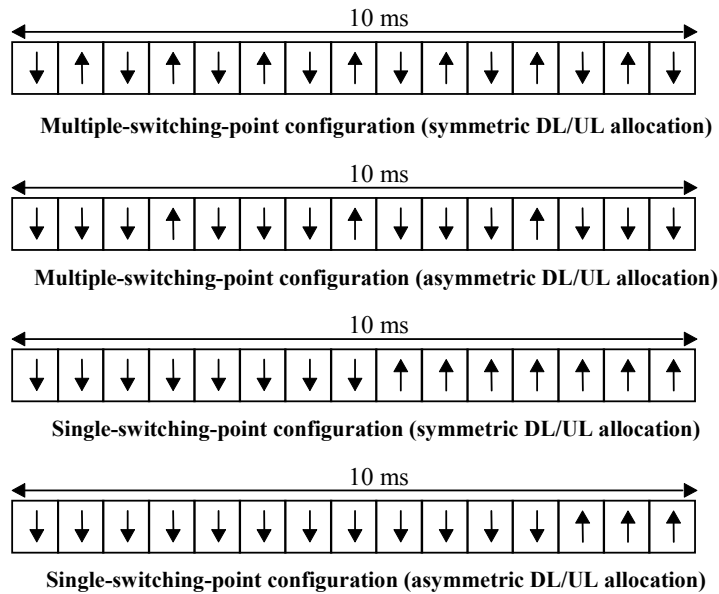 10 ms
Multiple-switching-point configuration (symmetric DL/UL allocation)
10 ms
Multiple-switching-point configuration (asymmetric DL/UL allocation)
10 ms
Single-switching-point configuration (symmetric DL/UL allocation)
10 ms
Single-switching-point configuration (asymmetric DL/UL allocation)